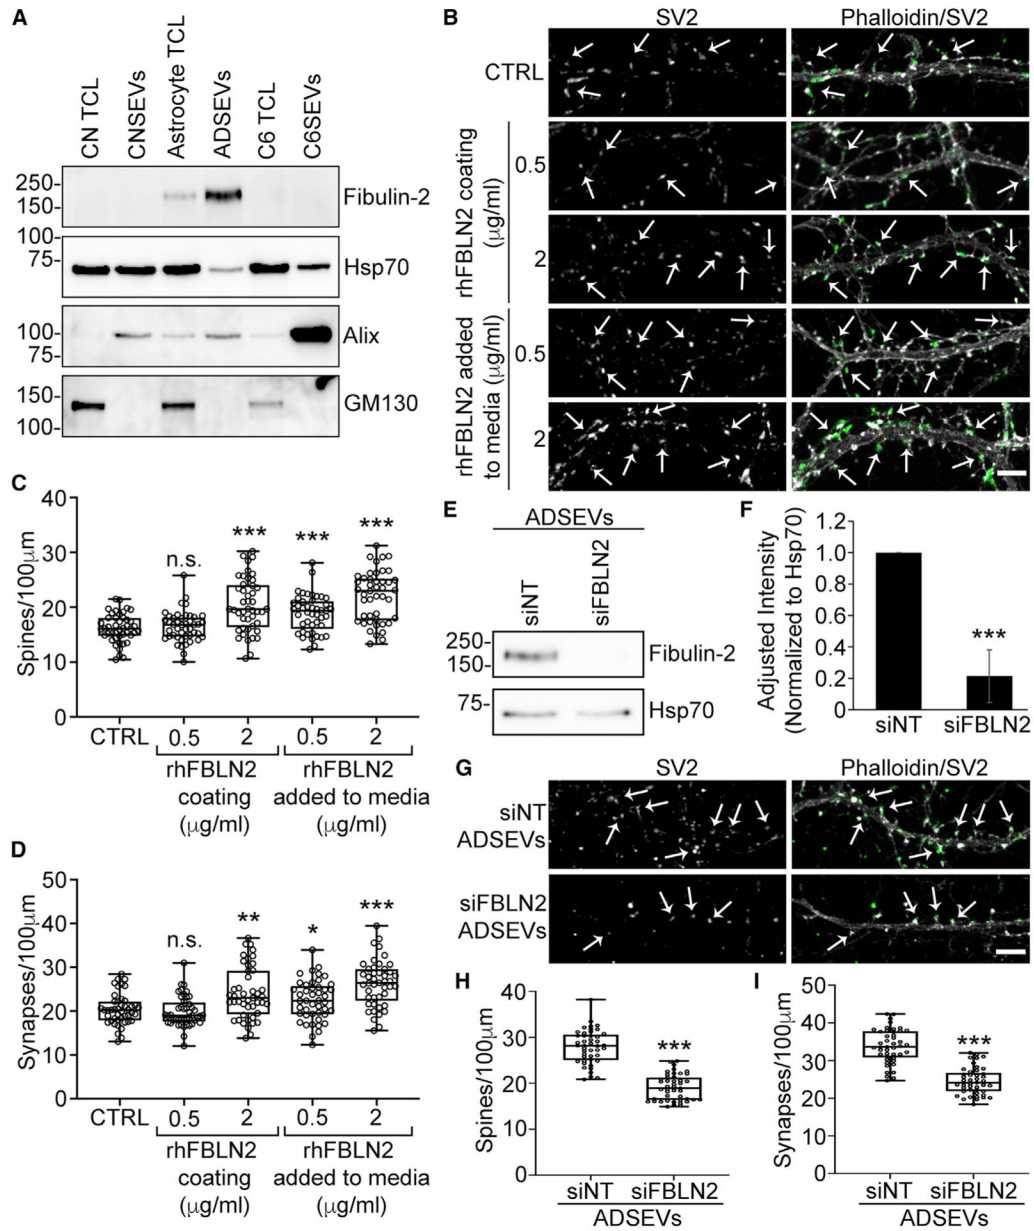 A
CN TCL
CNSEVs
Astrocyte TCL
ADSEVs
C6 TCL
C6SEVs
250-
150-
Fibulin-2
100-
75-
Hsp70
100-
75-
Alix
150-
100-
GM130
B
SV2
Phalloidin/SV2
CTRL
rhFBLN2 coating
(μg/ml)
0.5
2
rhFBLN2 added
to media (μg/ml)
0.5
2
C
Spines/100μm
40
30
20
10
0
n.s.
***
***
***
CTRL
0.5
2
0.5
2
rhFBLN2
coating
(μg/ml)
rhFBLN2
added to media
(μg/ml)
D
Synapses/100μm
50
40
30
20
10
0
n.s.
**
*
***
CTRL
0.5
2
0.5
2
rhFBLN2
coating
(μg/ml)
rhFBLN2
added to media
(μg/ml)
E
ADSEVs
siNT
siFBLN2
250-
150-
Fibulin-2
75-
Hsp70
F
Adjusted Intensity
(Normalized to Hsp70)
1.2
1.0
0.8
0.6
0.4
0.2
0
***
siNT
siFBLN2
G
SV2
Phalloidin/SV2
siNT
ADSEVs
siFBLN2
ADSEVs
H
Spines/100μm
40
30
20
10
0
***
siNT
siFBLN2
ADSEVs
I
Synapses/100μm
50
40
30
20
10
0
***
siNT
siFBLN2
ADSEVs